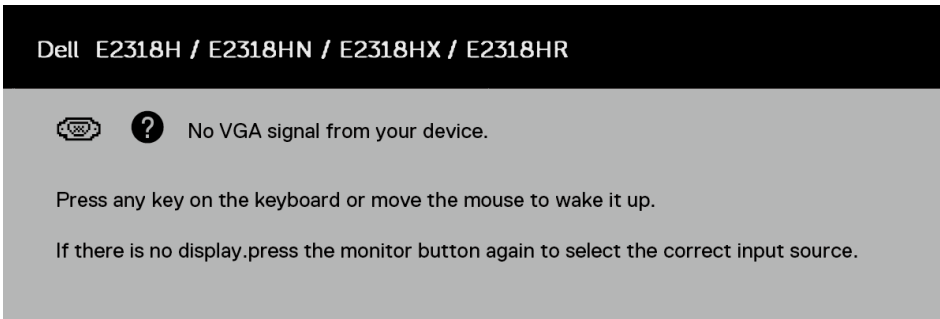 Dell E2318H / E2318HN / E2318HX / E2318HR
? No VGA signal from your device.
Press any key on the keyboard or move the mouse to wake it up.
If there is no display.press the monitor button again to select the correct input source.